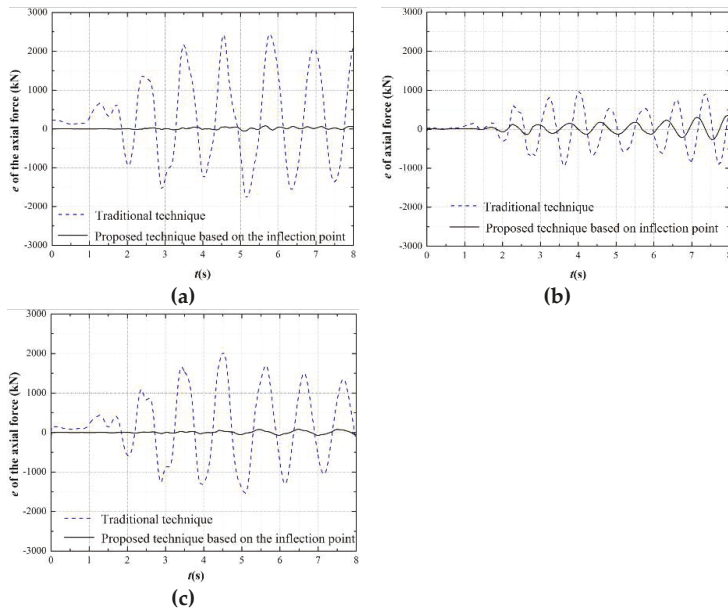 3000
2000
1000
0
-1000
-2000
-3000
e of the axial force (kN)
Traditional technique
Proposed technique based on the inflection point
0 1 2 3 4 5 6 7 8
t(s)
(a)
3000
2000
1000
0
-1000
-2000
-3000
e of axial force (kN)
Traditional technique
Proposed technique based on inflection point
0 1 2 3 4 5 6 7 8
t(s)
(b)
3000
2000
1000
0
-1000
-2000
-3000
e of the axial force (kN)
Traditional technique
Proposed technique based on the inflection point
0 1 2 3 4 5 6 7 8
t(s)
(c)